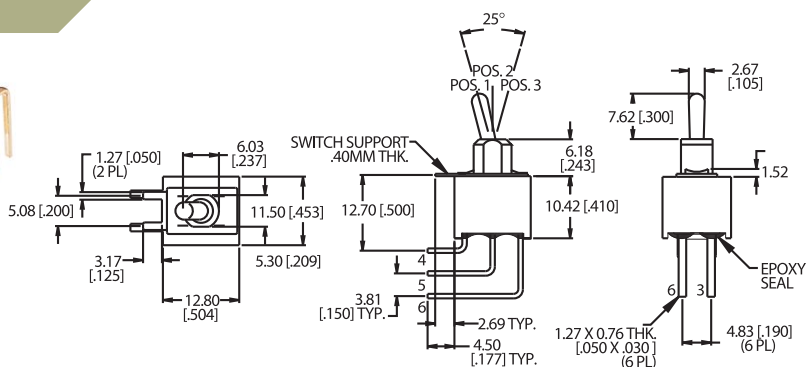 1.27 [.050]
(2 PL)
5.08 [.200]
3.17
[.125]
12.80
[.504]
6.03
[.237]
11.50 [.453]
5.30 [.209]
25°
POS. 2
POS. 1
POS. 3
SWITCH SUPPORT
.40MM THK.
6.18
[.243]
12.70 [.500]
10.42 [.410]
4
5
6
3.81
[.150] TYP.
2.69 TYP.
4.50
[.177] TYP.
2.67
[.105]
7.62 [.300]
1.52
EPOXY
SEAL
6
3
1.27 X 0.76 THK.
[.050 X .030 ]
(6 PL)
4.83 [.190]
(6 PL)